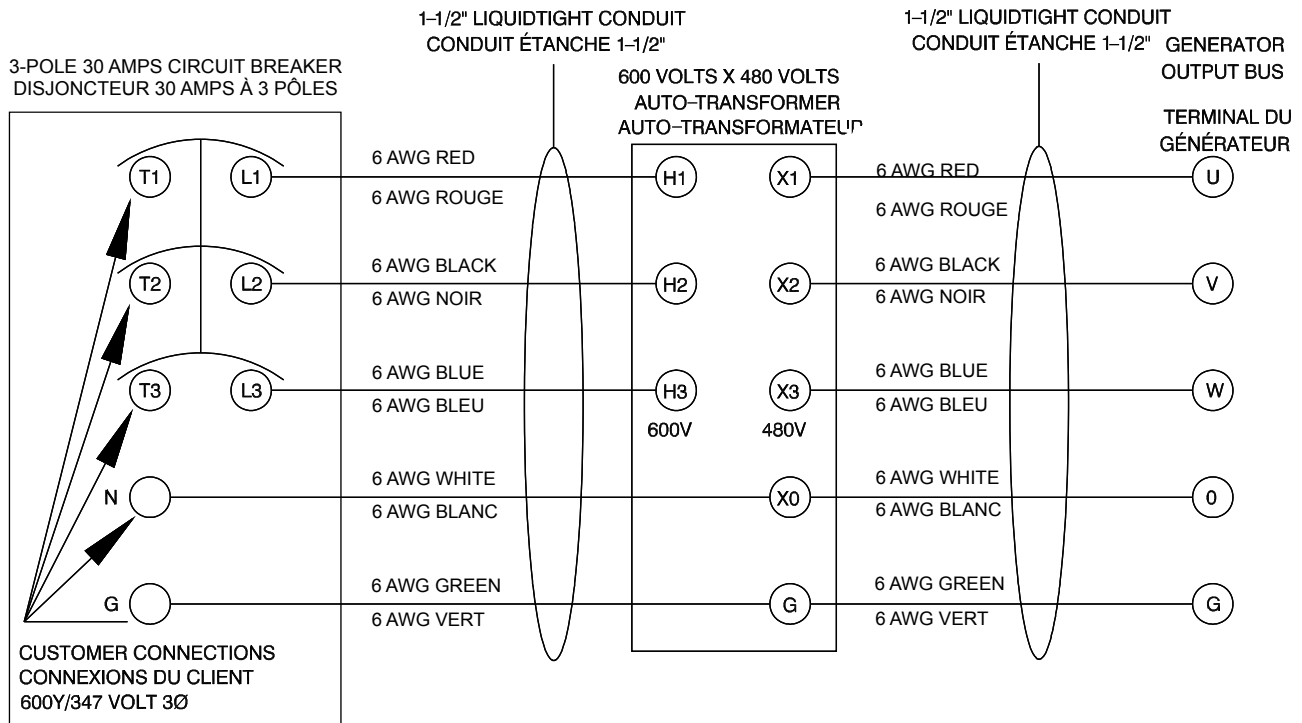 1–1/2" LIQUIDTIGHT CONDUIT
CONDUIT ÉTANCHE 1–1/2"
1–1/2" LIQUIDTIGHT CONDUIT
CONDUIT ÉTANCHE 1–1/2"
GENERATOR
OUTPUT BUS
TERMINAL DU
GÉNÉRATEUR
3-POLE 30 AMPS CIRCUIT BREAKER
DISJONCTEUR 30 AMPS À 3 PÔLES
600 VOLTS X 480 VOLTS
AUTO–TRANSFORMER
AUTO–TRANSFORMATEUR
T1 L1
6 AWG RED
6 AWG ROUGE
H1 X1
6 AWG RED
6 AWG ROUGE
U
T2 L2
6 AWG BLACK
6 AWG NOIR
H2 X2
6 AWG BLACK
6 AWG NOIR
V
T3 L3
6 AWG BLUE
6 AWG BLEU
H3 X3
600V 480V
6 AWG BLUE
6 AWG BLEU
W
N
6 AWG WHITE
6 AWG BLANC
X0
6 AWG WHITE
6 AWG BLANC
0
G
6 AWG GREEN
6 AWG VERT
G
6 AWG GREEN
6 AWG VERT
G
CUSTOMER CONNECTIONS
CONNEXIONS DU CLIENT
600Y/347 VOLT 3Ø